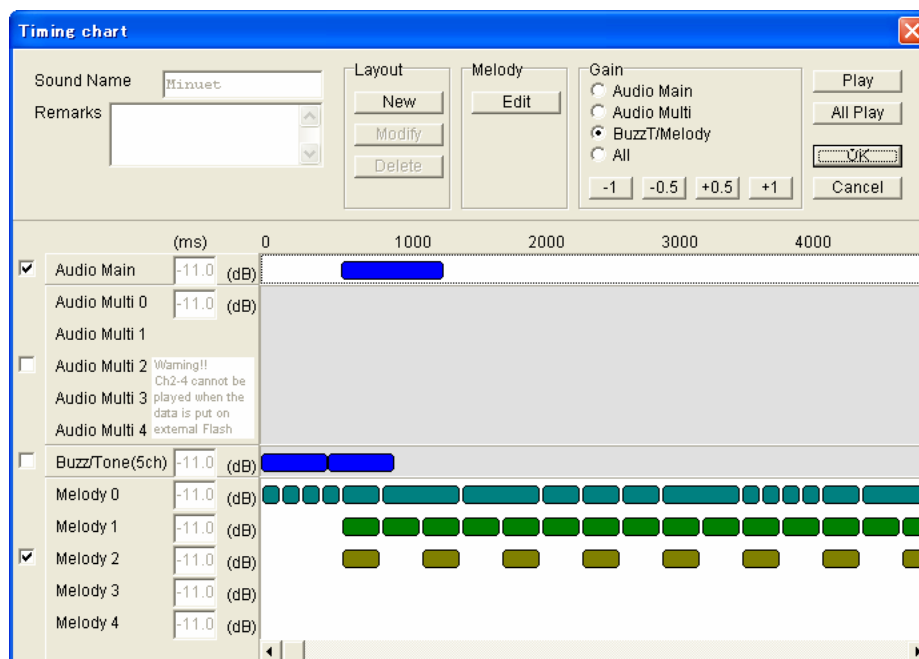 Timing chart
Sound Name Minuet
Remarks
Layout
New
Modify
Delete
Melody
Edit
Gain
Audio Main
Audio Multi
BuzzT/Melody
All
-1 -0.5 +0.5 +1
Play
All Play
OK
Cancel
(ms) 0 1000 2000 3000 4000
Audio Main -11.0 (dB)
Audio Multi 0 -11.0 (dB)
Audio Multi 1
Audio Multi 2
Audio Multi 3
Audio Multi 4
Warning!!
Ch2-4 cannot be
played when the
data is put on
external Flash
Buzz/Tone(5ch) -11.0 (dB)
Melody 0 -11.0 (dB)
Melody 1 -11.0 (dB)
Melody 2 -11.0 (dB)
Melody 3 -11.0 (dB)
Melody 4 -11.0 (dB)